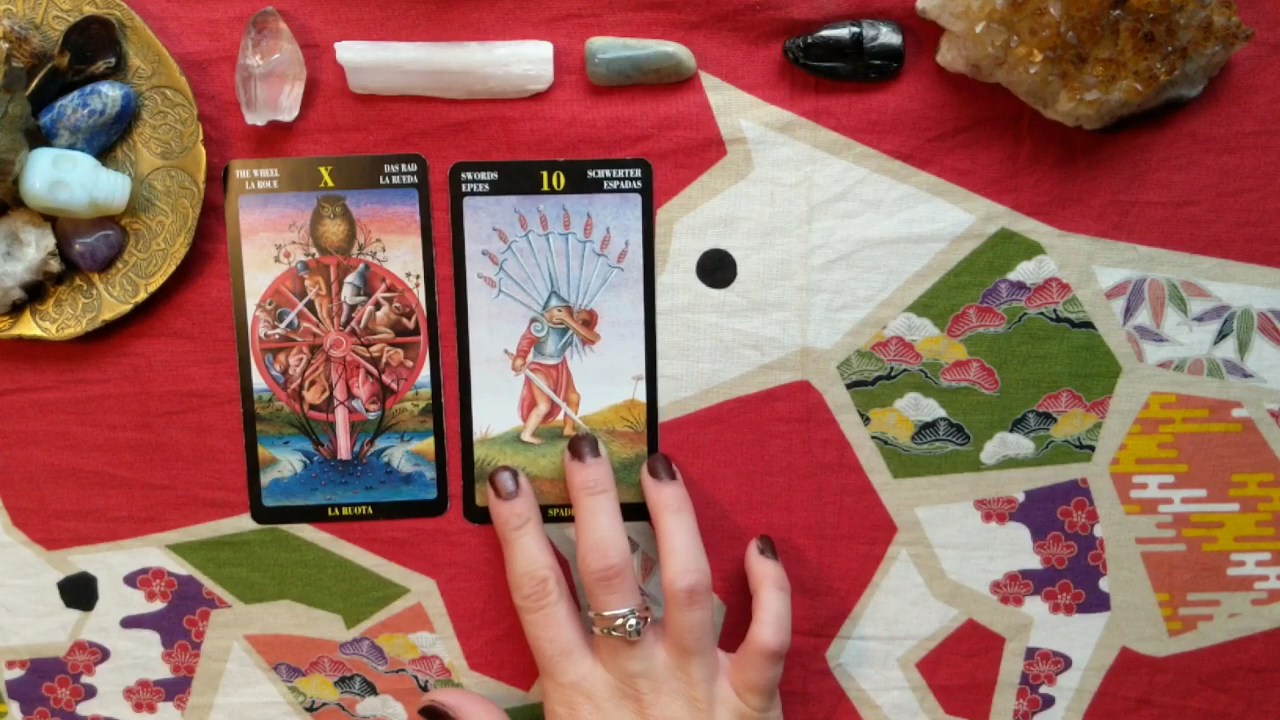 THE WHEEL
LA ROUE
X
DAS RAD
LA RUEDA
LA RUOTA
SWORDS
EPEES
10
SCHWERTER
ESPADAS